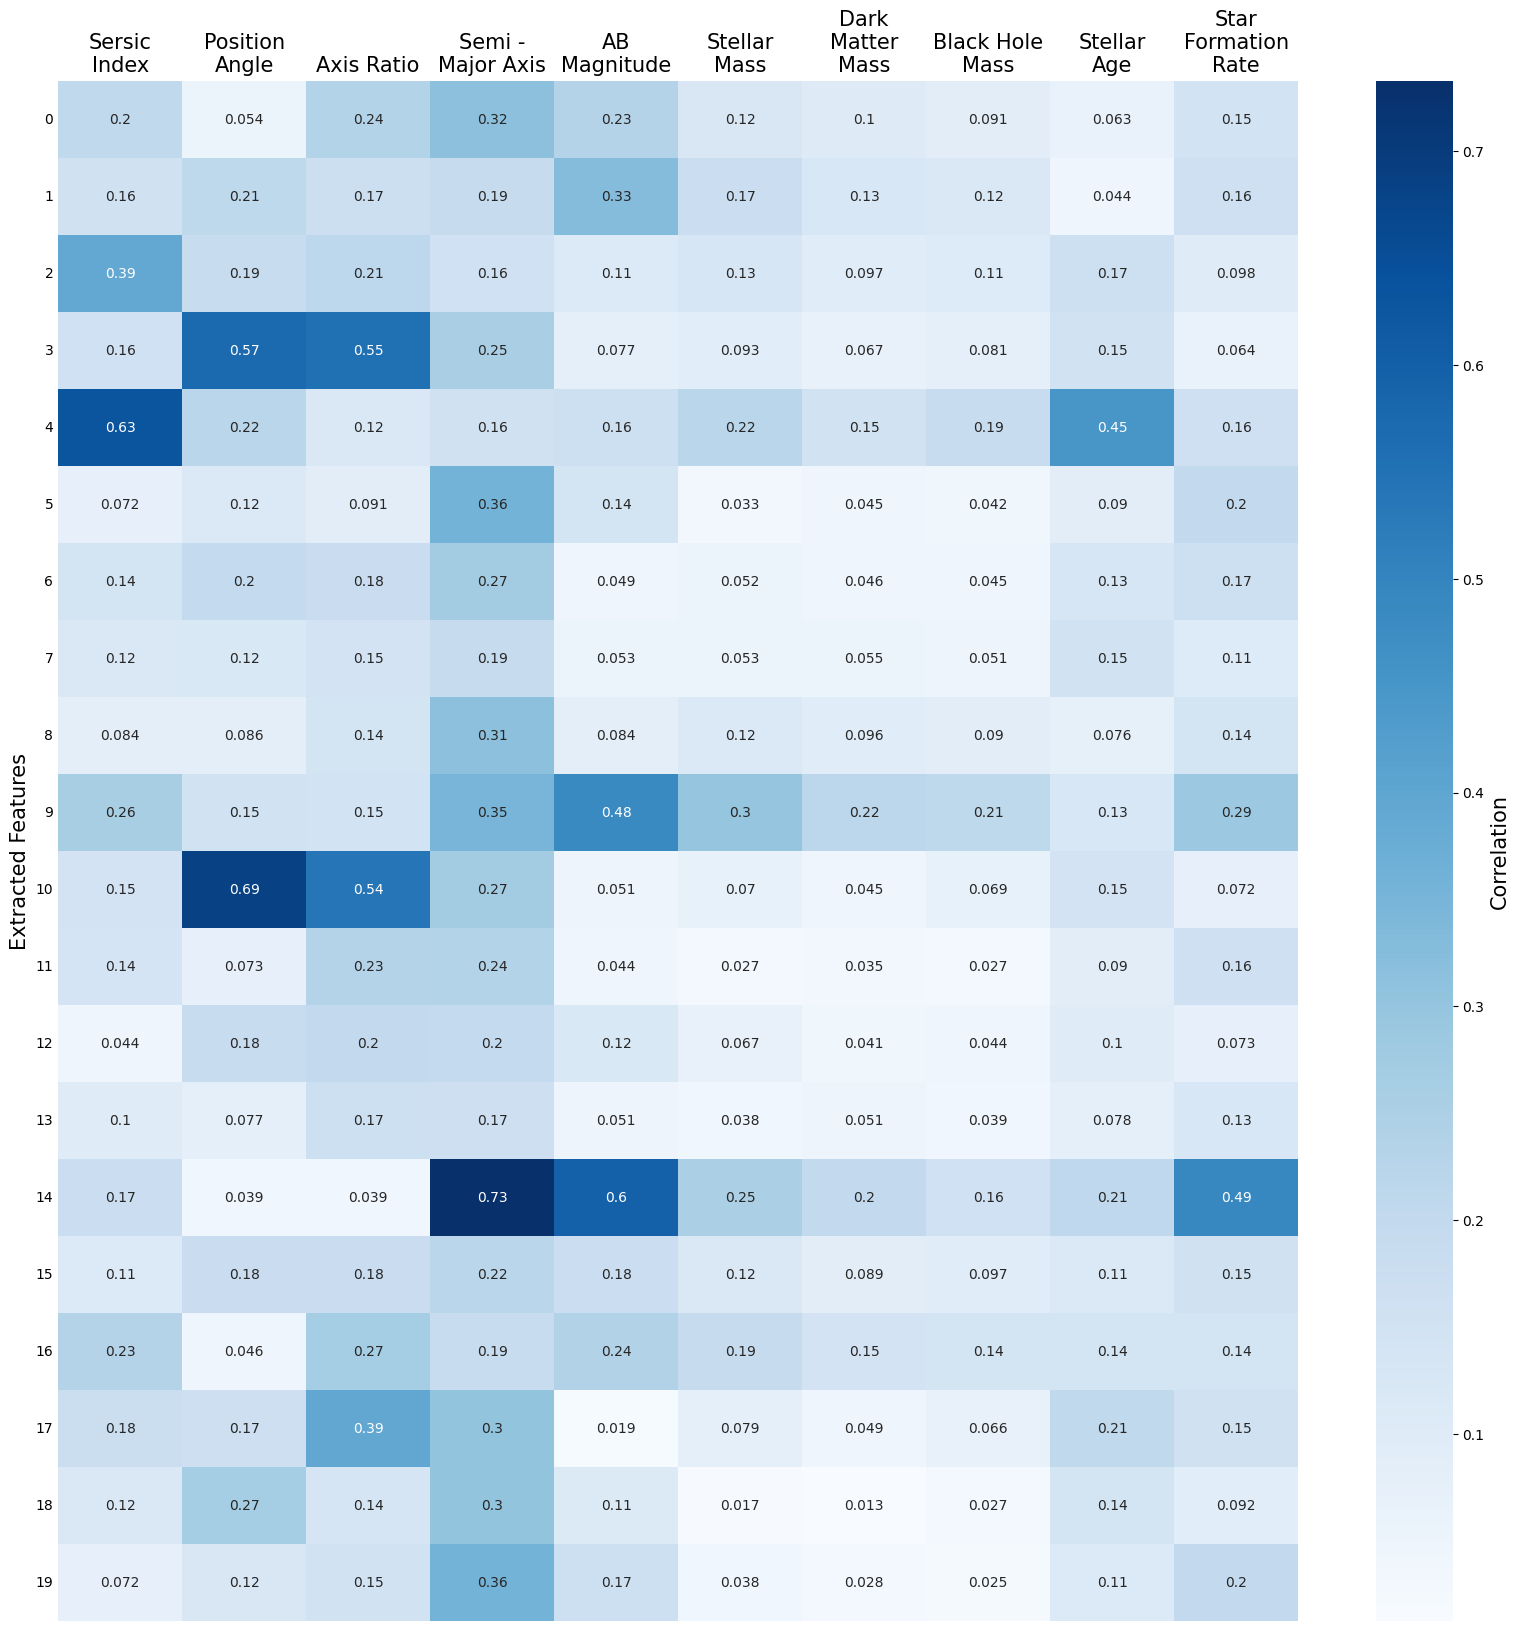 Sersic Index
Position Angle
Axis Ratio
Semi - Major Axis
AB Magnitude
Stellar Mass
Dark Matter Mass
Black Hole Mass
Stellar Age
Star Formation Rate
Extracted Features
0 0.2 0.054 0.24 0.32 0.23 0.12 0.1 0.091 0.063 0.15
1 0.16 0.21 0.17 0.19 0.33 0.17 0.13 0.12 0.044 0.16
2 0.39 0.19 0.21 0.16 0.11 0.13 0.097 0.11 0.17 0.098
3 0.16 0.57 0.55 0.25 0.077 0.093 0.067 0.081 0.15 0.064
4 0.63 0.22 0.12 0.16 0.16 0.22 0.15 0.19 0.45 0.16
5 0.072 0.12 0.091 0.36 0.14 0.033 0.045 0.042 0.09 0.2
6 0.14 0.2 0.18 0.27 0.049 0.052 0.046 0.045 0.13 0.17
7 0.12 0.12 0.15 0.19 0.053 0.053 0.055 0.051 0.15 0.11
8 0.084 0.086 0.14 0.31 0.084 0.12 0.096 0.09 0.076 0.14
9 0.26 0.15 0.15 0.35 0.48 0.3 0.22 0.21 0.13 0.29
10 0.15 0.69 0.54 0.27 0.051 0.07 0.045 0.069 0.15 0.072
11 0.14 0.073 0.23 0.24 0.044 0.027 0.035 0.027 0.09 0.16
12 0.044 0.18 0.2 0.2 0.12 0.067 0.041 0.044 0.1 0.073
13 0.1 0.077 0.17 0.17 0.051 0.038 0.051 0.039 0.078 0.13
14 0.17 0.039 0.039 0.73 0.6 0.25 0.2 0.16 0.21 0.49
15 0.11 0.18 0.18 0.22 0.18 0.12 0.089 0.097 0.11 0.15
16 0.23 0.046 0.27 0.19 0.24 0.19 0.15 0.14 0.14 0.14
17 0.18 0.17 0.39 0.3 0.019 0.079 0.049 0.066 0.21 0.15
18 0.12 0.27 0.14 0.3 0.11 0.017 0.013 0.027 0.14 0.092
19 0.072 0.12 0.15 0.36 0.17 0.038 0.028 0.025 0.11 0.2
0.7
0.6
0.5
0.4
0.3
0.2
0.1
Correlation